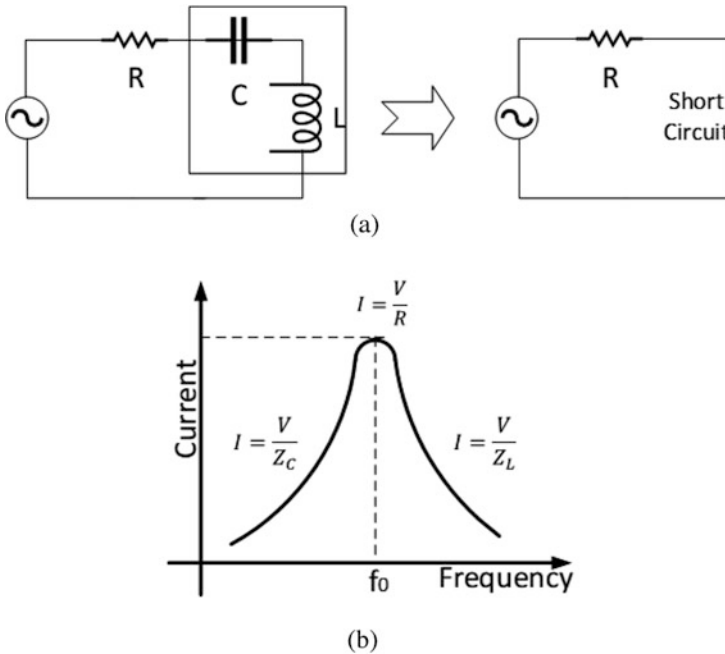 R
C
L
R
Short
Circuit
(a)
I = V/R
Current
I = V/Z_C
I = V/Z_L
f0
Frequency
(b)